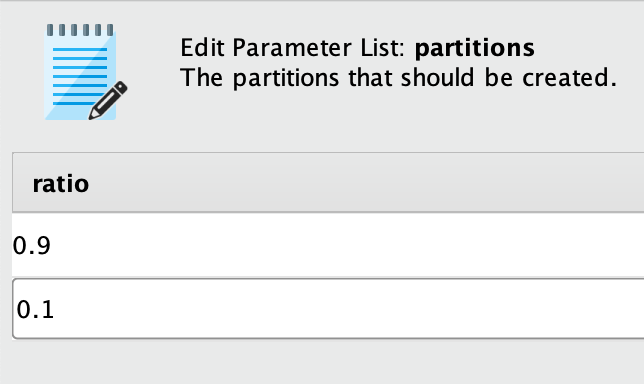 Edit Parameter List: partitions
The partitions that should be created.
ratio
0.9
0.1